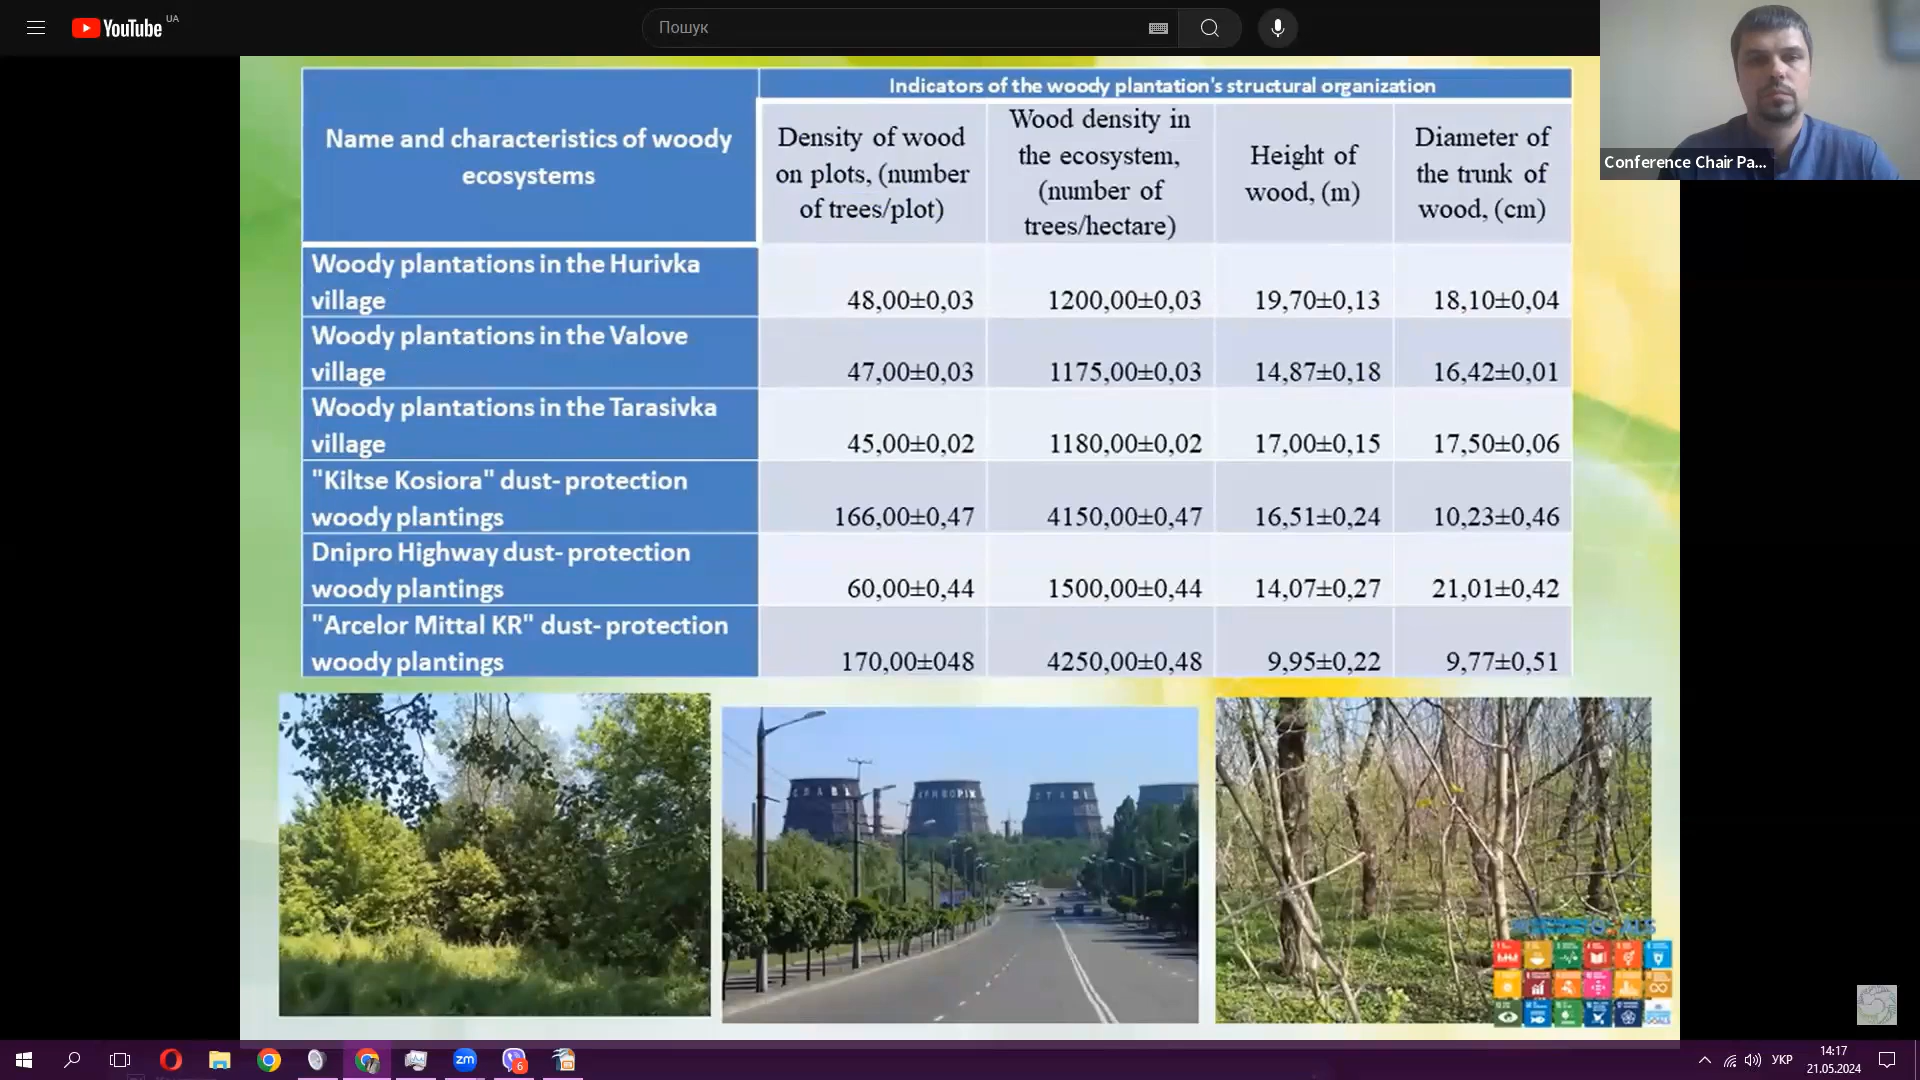 YouTube UA
Пошук
Conference Chair Pa...
Indicators of the woody plantation's structural organization
Name and characteristics of woody
ecosystems
Density of wood
on plots, (number
of trees/plot)
Wood density in
the ecosystem,
(number of
trees/hectare)
Height of
wood, (m)
Diameter of
the trunk of
wood, (cm)
Woody plantations in the Hurivka
village
48,00±0,03 1200,00±0,03 19,70±0,13 18,10±0,04
Woody plantations in the Valove
village
47,00±0,03 1175,00±0,03 14,87±0,18 16,42±0,01
Woody plantations in the Tarasivka
village
45,00±0,02 1180,00±0,02 17,00±0,15 17,50±0,06
"Kiltse Kosiora" dust- protection
woody plantings
166,00±0,47 4150,00±0,47 16,51±0,24 10,23±0,46
Dnipro Highway dust- protection
woody plantings
60,00±0,44 1500,00±0,44 14,07±0,27 21,01±0,42
"Arcelor Mittal KR" dust- protection
woody plantings
170,00±048 4250,00±0,48 9,95±0,22 9,77±0,51
zm
6
УКР
14:17
21.05.2024